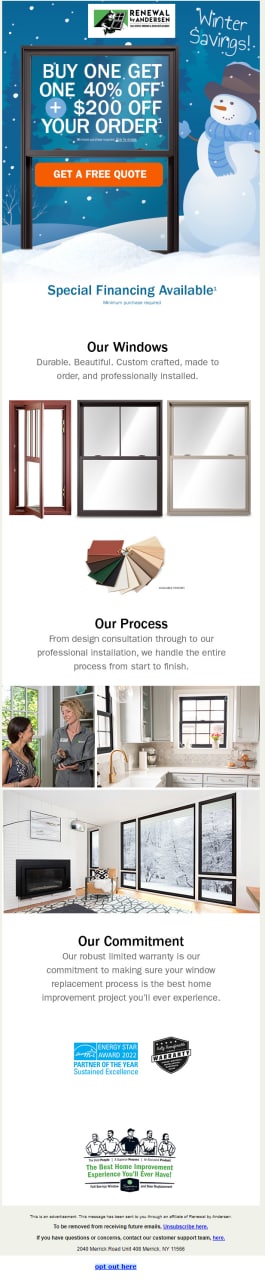 RENEWAL
by ANDERSEN
Winter
Savings!
BUY ONE GET
ONE 40% OFF¹
+ $200 OFF
YOUR ORDER¹
GET A FREE QUOTE
Special Financing Available¹
Minimum purchase required
Our Windows
Durable. Beautiful. Custom crafted, made to
order, and professionally installed.
Our Process
From design consultation through to our
professional installation, we handle the entire
process from start to finish.
Our Commitment
Our robust limited warranty is our
commitment to making sure your window
replacement process is the best home
improvement project you'll ever experience.
ENERGY STAR
AWARD 2022
PARTNER OF THE YEAR
Sustained Excellence
WARRANTY
The Best Home Improvement
Experience You'll Ever Have!
This is an advertisement. This message has been sent to you through an affiliate of Renewal by Andersen.
To be removed from receiving future emails, Unsubscribe here.
If you have questions or concerns, contact our customer support team, here.
2040 Merrick Road Unit 408 Merrick, NY 11566
opt out here